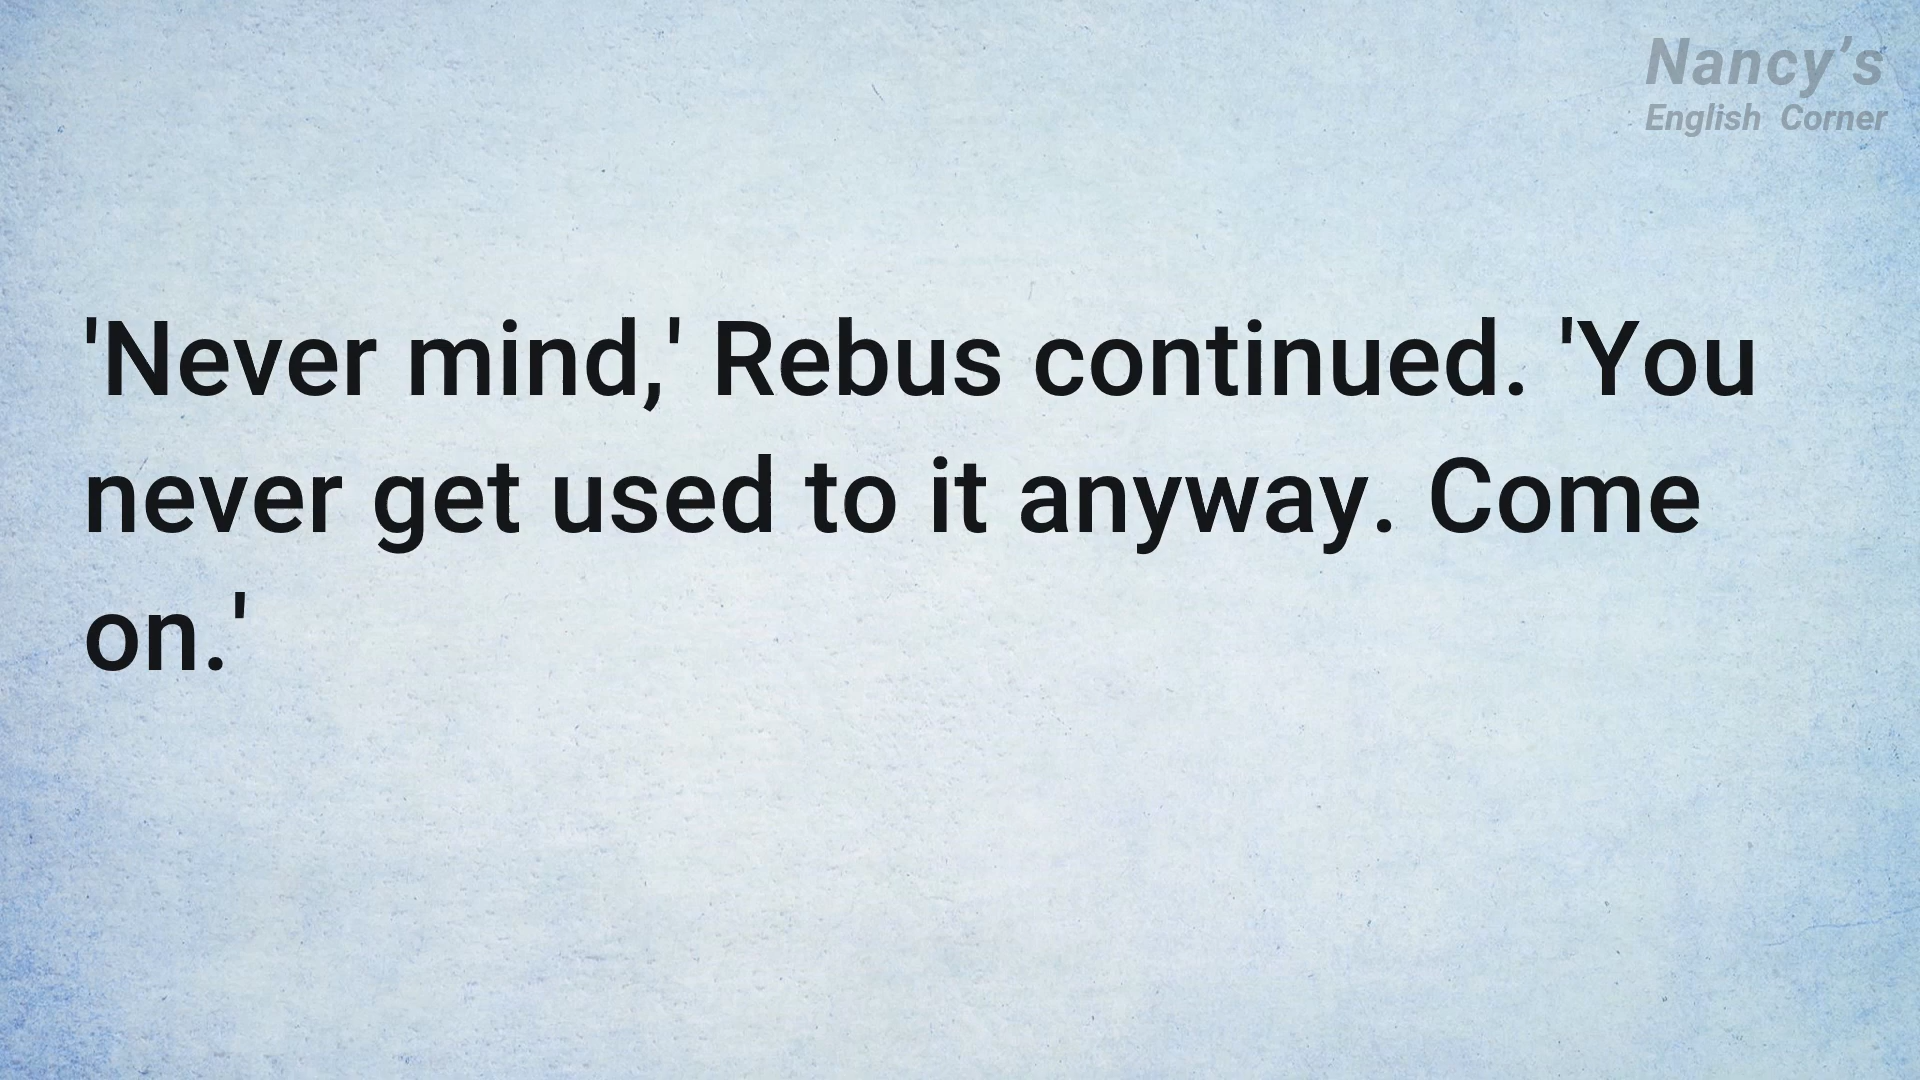 Nancy’s
English Corner
'Never mind,' Rebus continued. 'You
never get used to it anyway. Come
on.'